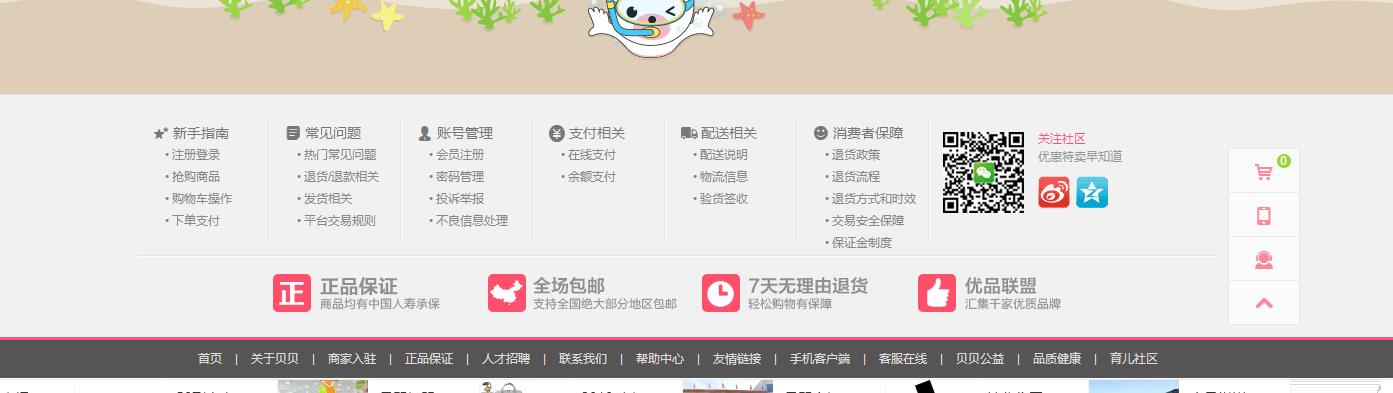 新手指南
• 注册登录
• 抢购商品
• 购物车操作
• 下单支付
常见问题
• 热门常见问题
• 退货/退款相关
• 发货相关
• 平台交易规则
账号管理
• 会员注册
• 密码管理
• 投诉举报
• 不良信息处理
支付相关
• 在线支付
• 余额支付
配送相关
• 配送说明
• 物流信息
• 验货签收
消费者保障
• 退货政策
• 退货流程
• 退货方式和时效
• 交易安全保障
• 保证金制度
关注社区
优惠特卖早知道
0
正
正品保证
商品均有中国人寿承保
全场包邮
支持全国绝大部分地区包邮
7天无理由退货
轻松购物有保障
优品联盟
汇集千家优质品牌
首页 | 关于贝贝 | 商家入驻 | 正品保证 | 人才招聘 | 联系我们 | 帮助中心 | 友情链接 | 手机客户端 | 客服在线 | 贝贝公益 | 品质健康 | 育儿社区